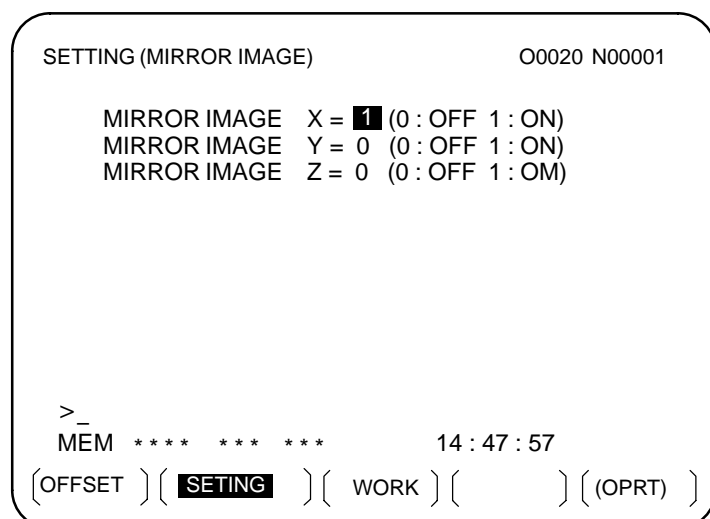 SETTING (MIRROR IMAGE) O0020 N00001
MIRROR IMAGE X = 1 (0 : OFF 1 : ON)
MIRROR IMAGE Y = 0 (0 : OFF 1 : ON)
MIRROR IMAGE Z = 0 (0 : OFF 1 : OM)
>_
MEM * * * * * * * * * * 14 : 47 : 57
[OFFSET ] [ SETING ] [ WORK ] [ ] [ (OPRT) ]